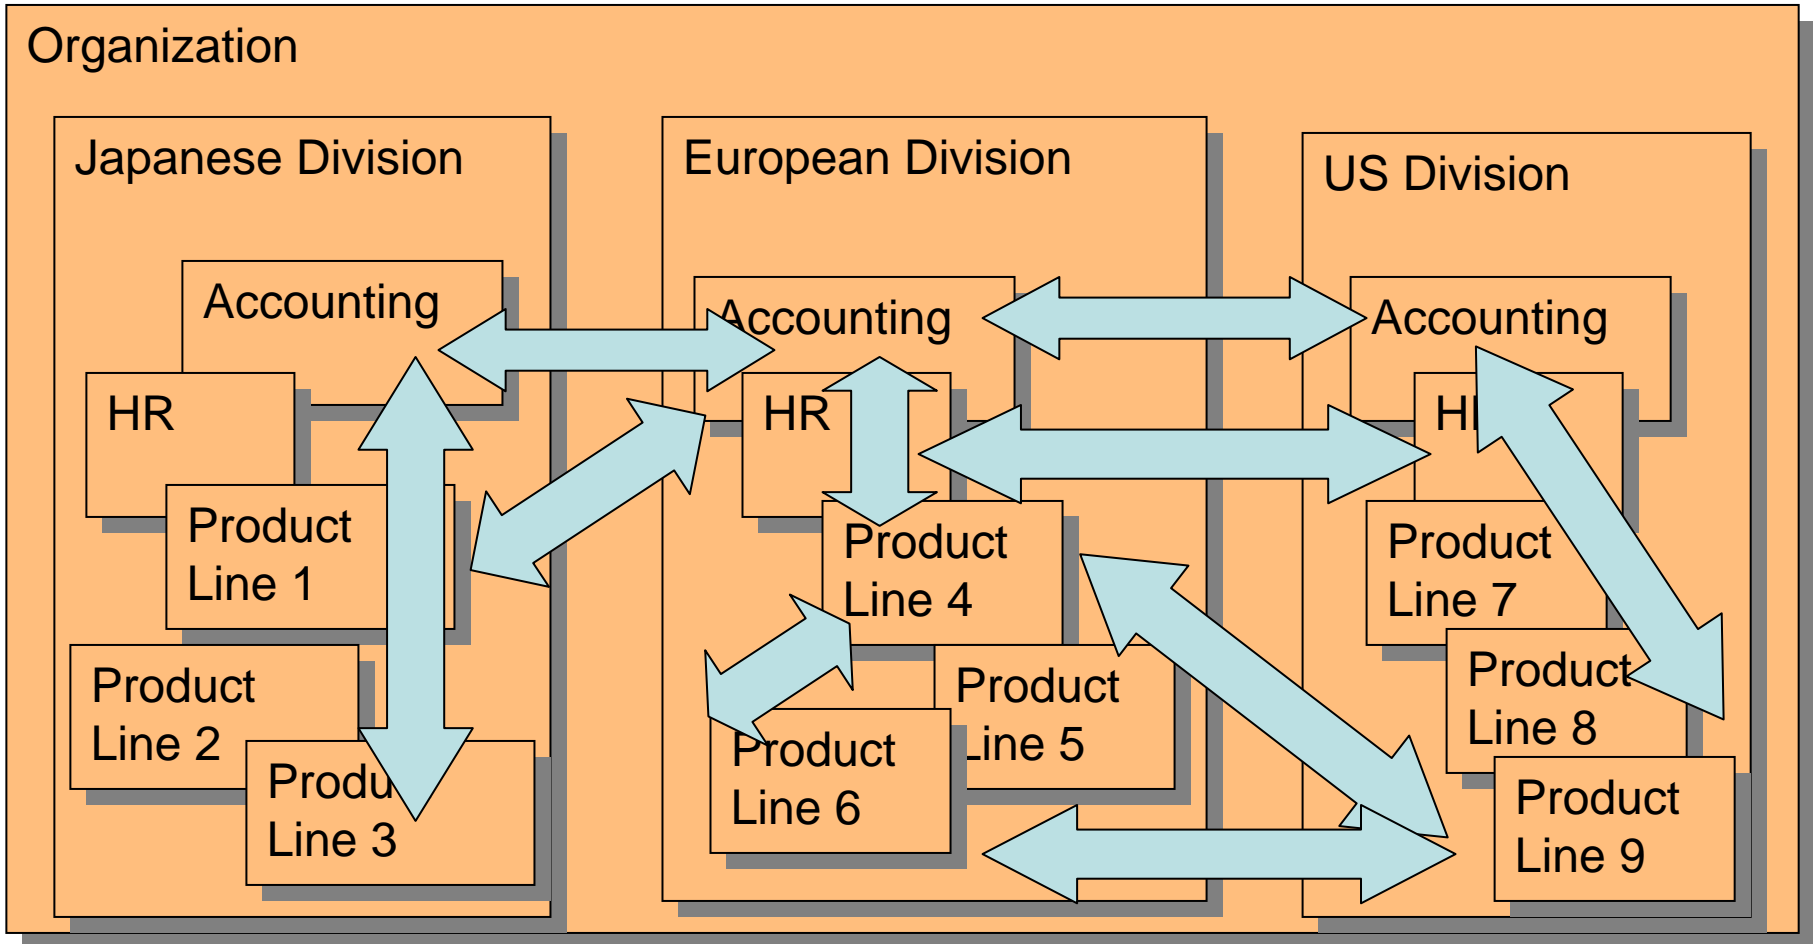 Organization
Japanese Division
Accounting
HR
Product
Line 1
Product
Line 2
Produ
Line 3
European Division
Accounting
HR
Product
Line 4
Product
Line 5
Product
Line 6
US Division
Accounting
H
Product
Line 7
Product
Line 8
Product
Line 9